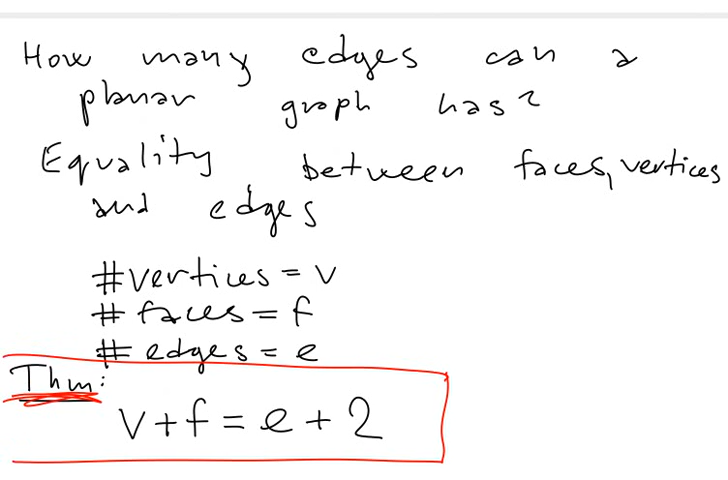 How many edges can a
planar graph has?
Equality between faces, vertices
and edges
#vertices = v
# faces = f
# edges = e
Thm:
v + f = e + 2